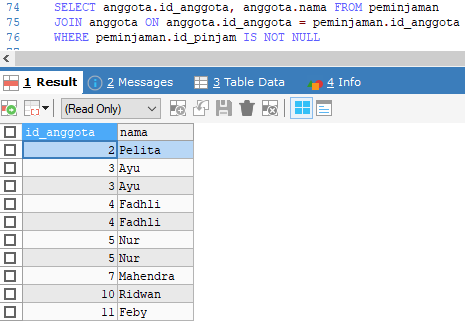 74 SELECT anggota.id_anggota, anggota.nama FROM peminjaman
75 JOIN anggota ON anggota.id_anggota = peminjaman.id_anggota
76 WHERE peminjaman.id_pinjam IS NOT NULL
1 Result 2 Messages 3 Table Data 4 Info
(Read Only)
id_anggota nama
2 Pelita
3 Ayu
3 Ayu
4 Fadhli
4 Fadhli
5 Nur
5 Nur
7 Mahendra
10 Ridwan
11 Feby